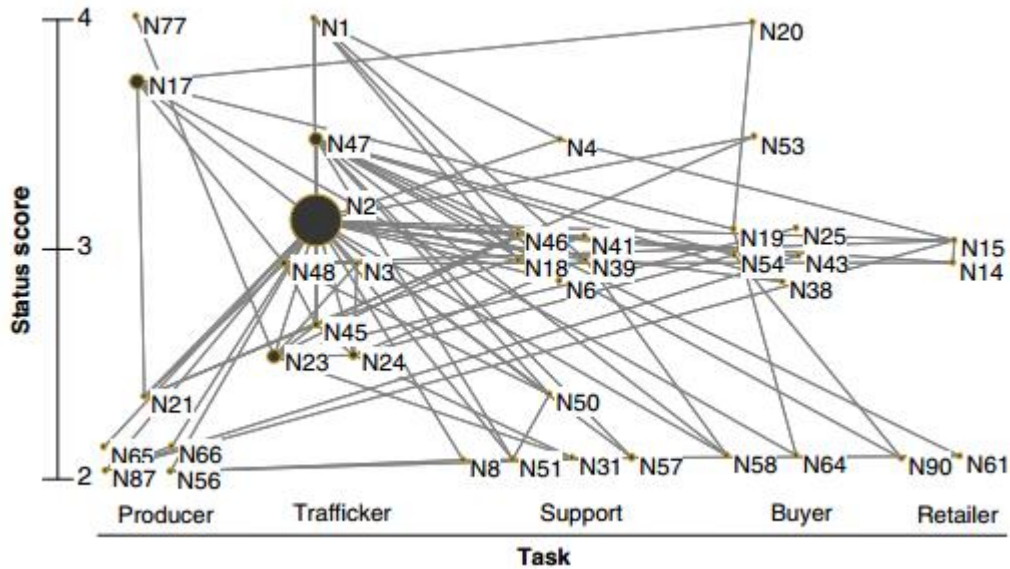 4
N77
N1
N20
N17
N47
N4
N53
N2
N46
N41
N19
N25
N15
N18
N39
N54
N43
N14
N48
N3
N6
N38
3
Status score
N45
N23
N24
N21
N50
N65
N66
N87
N56
N8
N51
N31
N57
N58
N64
N90
N61
2
Producer
Trafficker
Support
Buyer
Retailer
Task